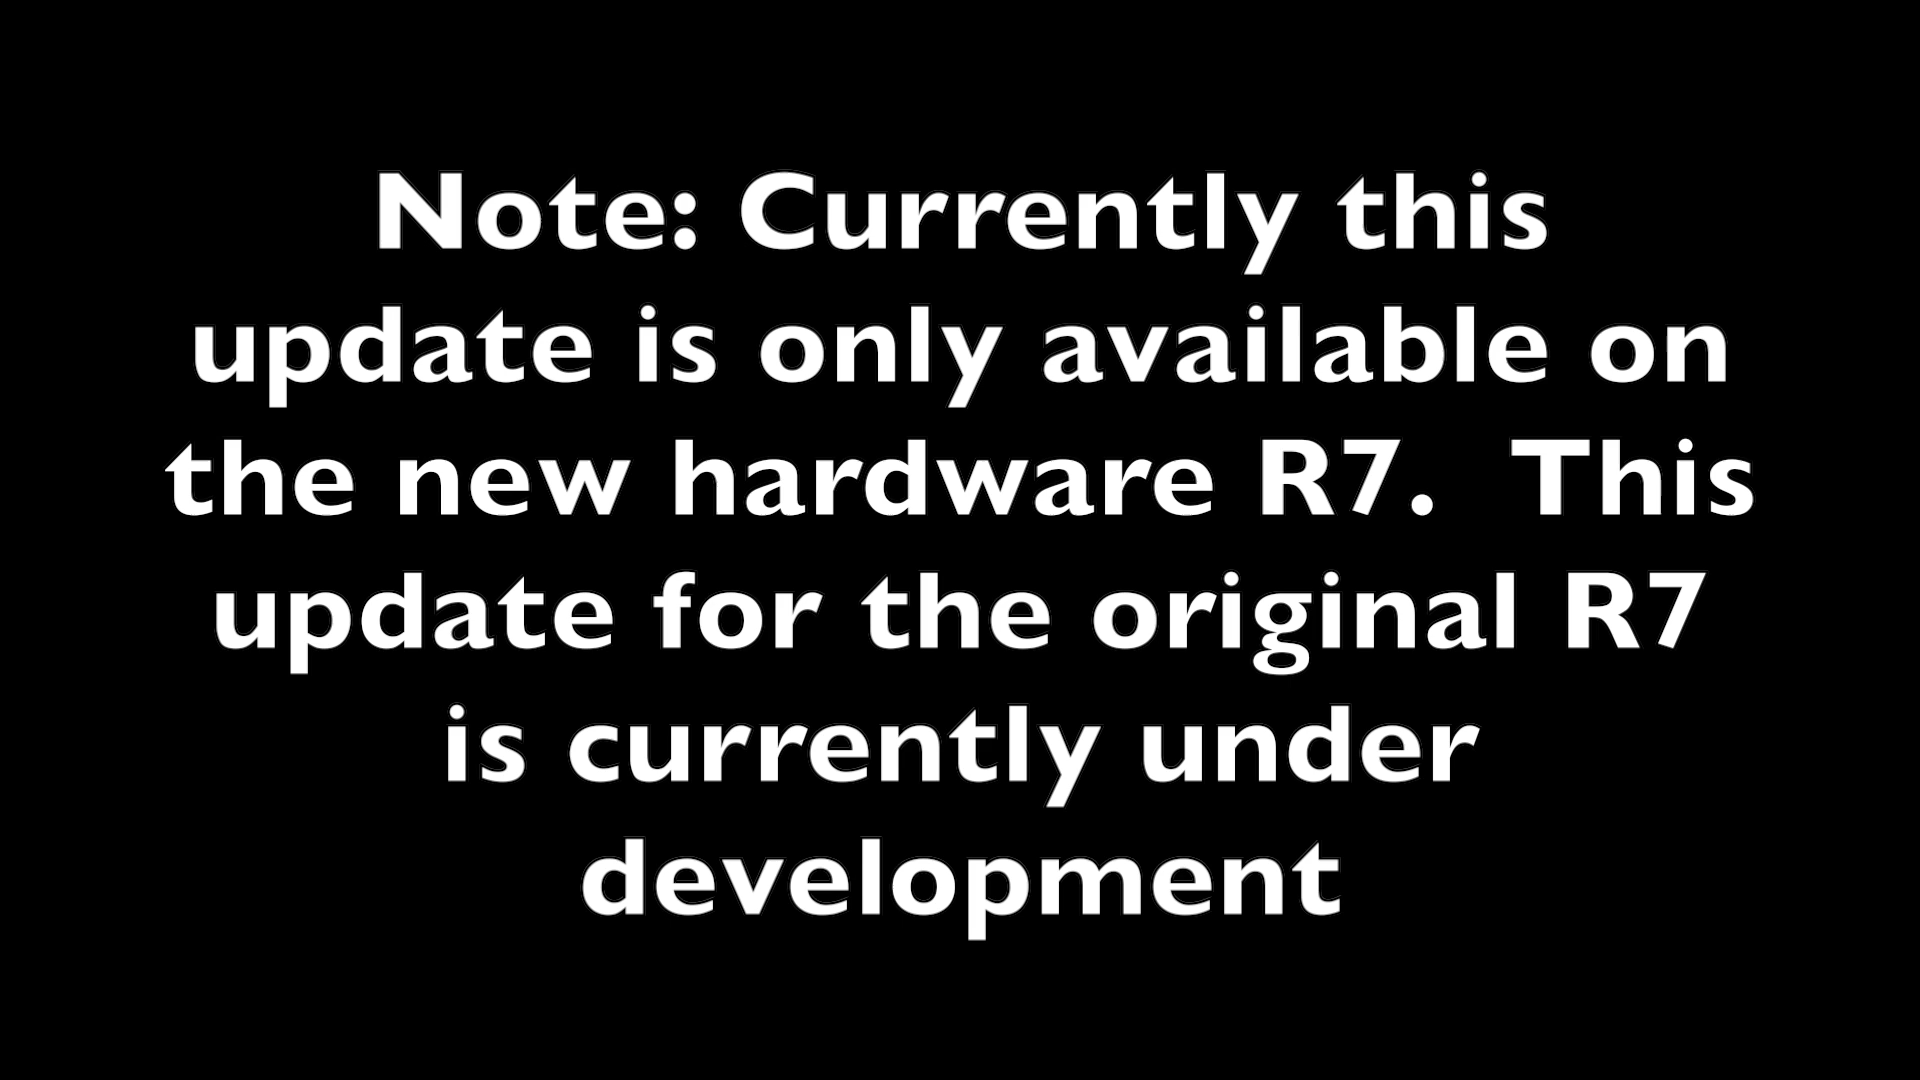 Note: Currently this
update is only available on
the new hardware R7.  This
update for the original R7
is currently under
development